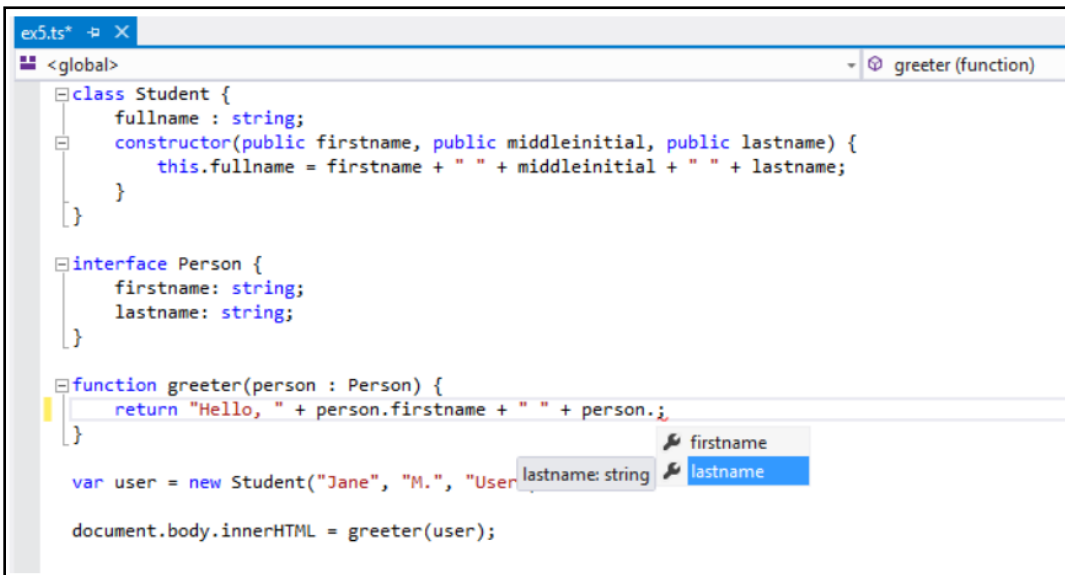 ex5.ts*
<global> greeter (function)
class Student {
fullname : string;
constructor(public firstname, public middleinitial, public lastname) {
this.fullname = firstname + " " + middleinitial + " " + lastname;
}
}
interface Person {
firstname: string;
lastname: string;
}
function greeter(person : Person) {
return "Hello, " + person.firstname + " " + person.;
}
firstname
lastname: string lastname
var user = new Student("Jane", "M.", "User
document.body.innerHTML = greeter(user);